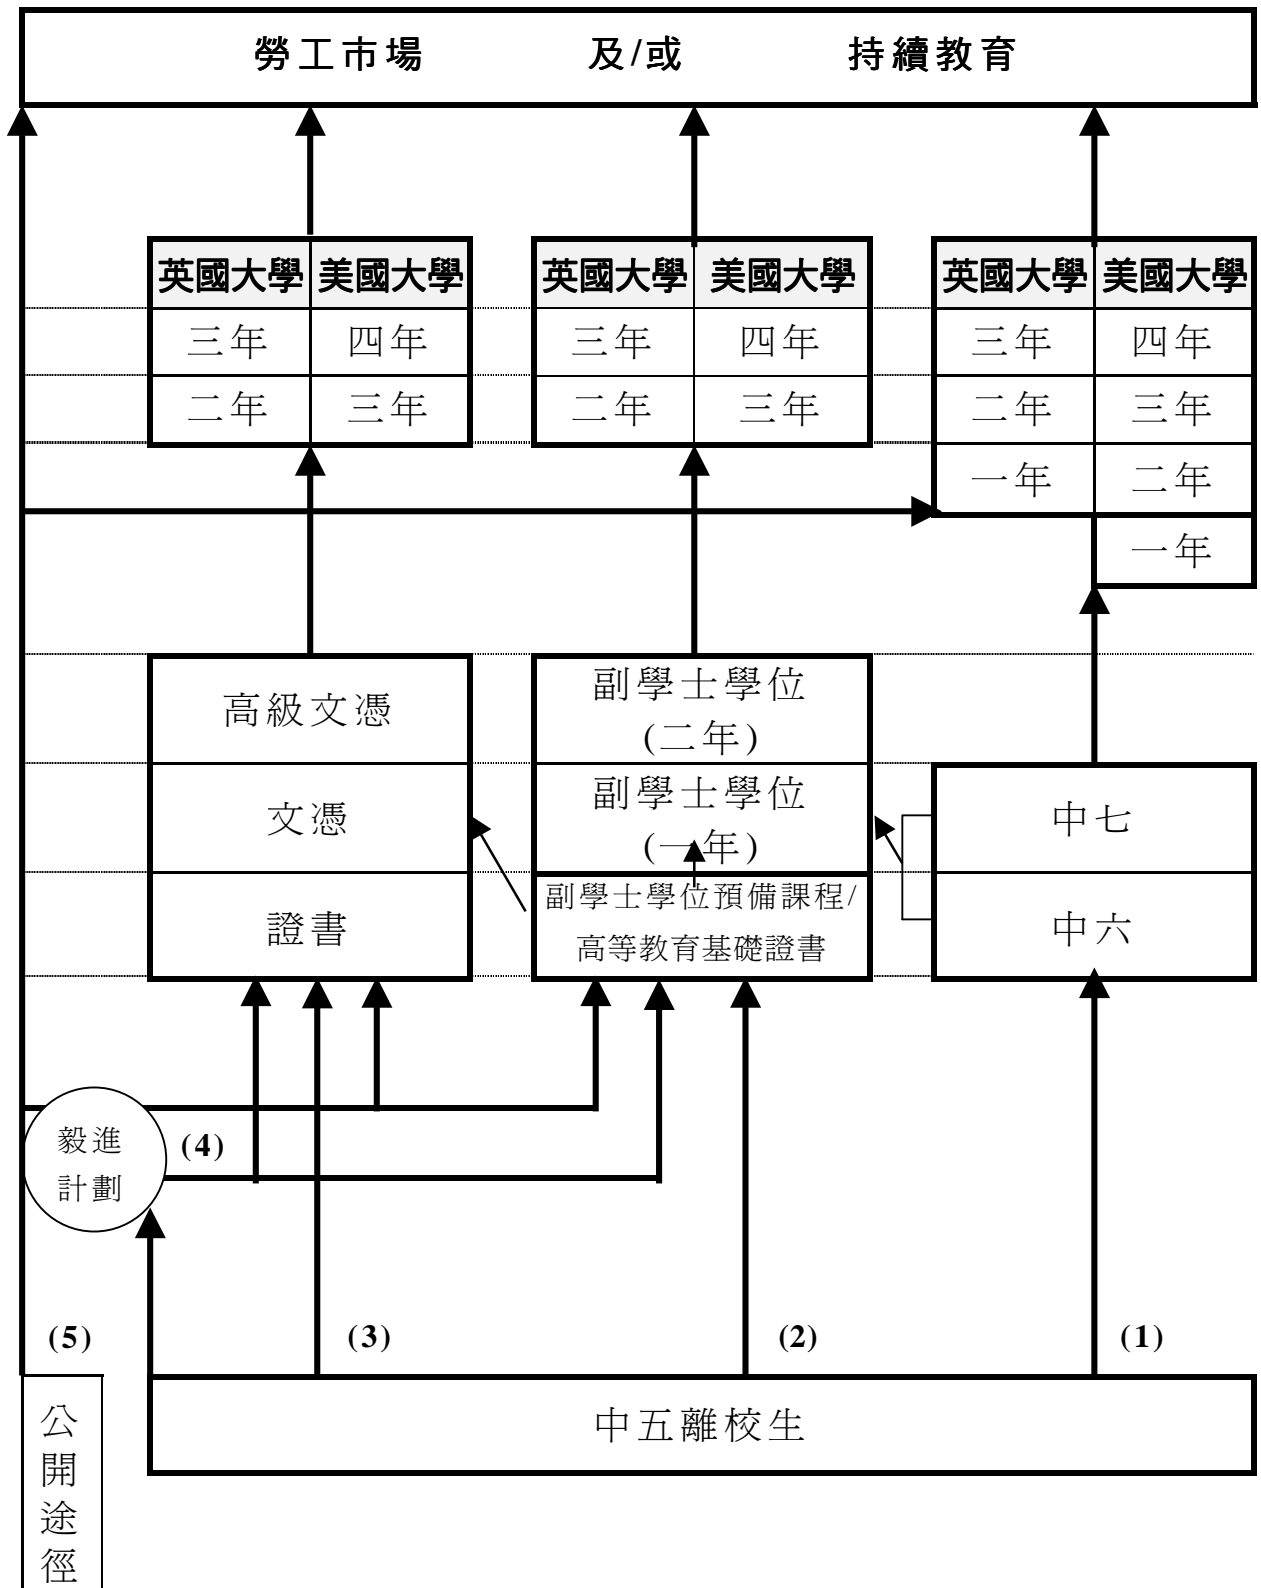 勞工市場 及/或 持續教育
英國大學 美國大學 英國大學 美國大學 英國大學 美國大學
三年 四年 三年 四年 三年 四年
二年 三年 二年 三年 二年 三年
一年 二年
一年
高級文憑
副學士學位
(二年)
文憑
副學士學位
(一年)
中七
證書
副學士學位預備課程/
高等教育基礎證書
中六
毅進
計劃
(4)
(5) (3) (2) (1)
中五離校生
公
開
途
徑